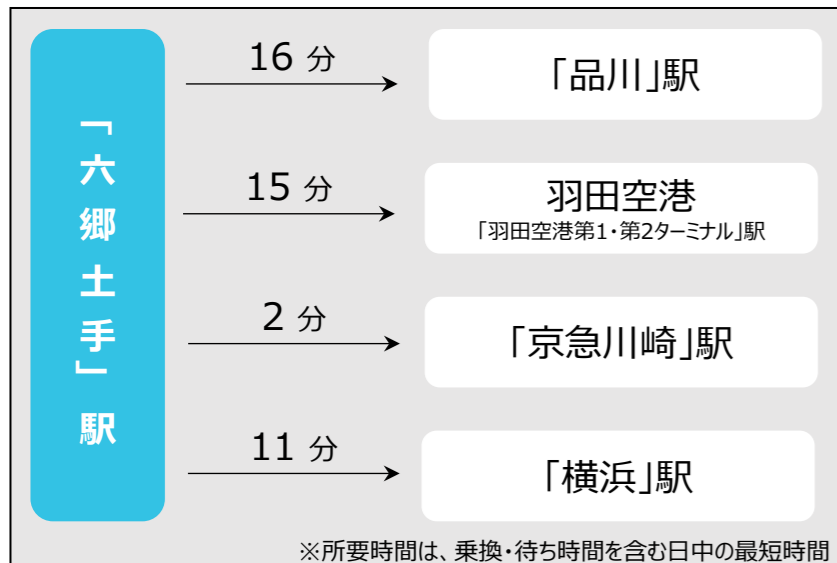 「六郷土手」駅
16 分
「品川」駅
15 分
羽田空港
「羽田空港第1・第2ターミナル」駅
2 分
「京急川崎」駅
11 分
「横浜」駅
※所要時間は、乗換・待ち時間を含む日中の最短時間